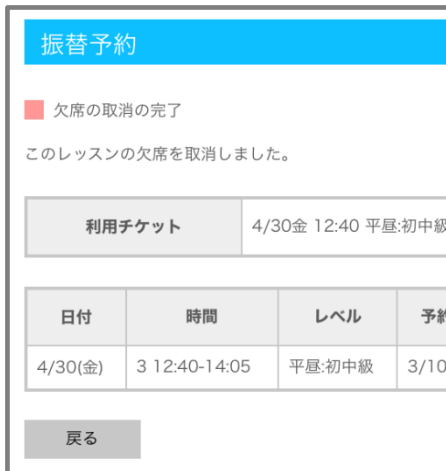 振替予約
欠席の取消の完了
このレッスンの欠席を取消しました。
利用チケット 4/30金 12:40 平昼:初中級
日付 時間 レベル 予約
4/30(金) 3 12:40-14:05 平昼:初中級 3/10
戻る